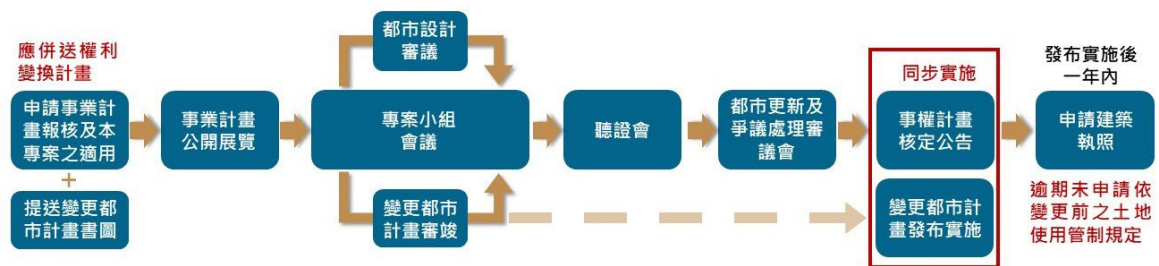 應併送權利
變換計畫
申請事業計
畫報核及本
專案之適用
+
提送變更都
市計畫書圖
事業計畫
公開展覽
都市設計
審議
專案小組
會議
變更都市
計畫審竣
聽證會
都市更新及
爭議處理審
議會
同步實施
事權計畫
核定公告
變更都市計
畫發布實施
發布實施後
一年內
申請建築
執照
逾期未申請依
變更前之土地
使用管制規定